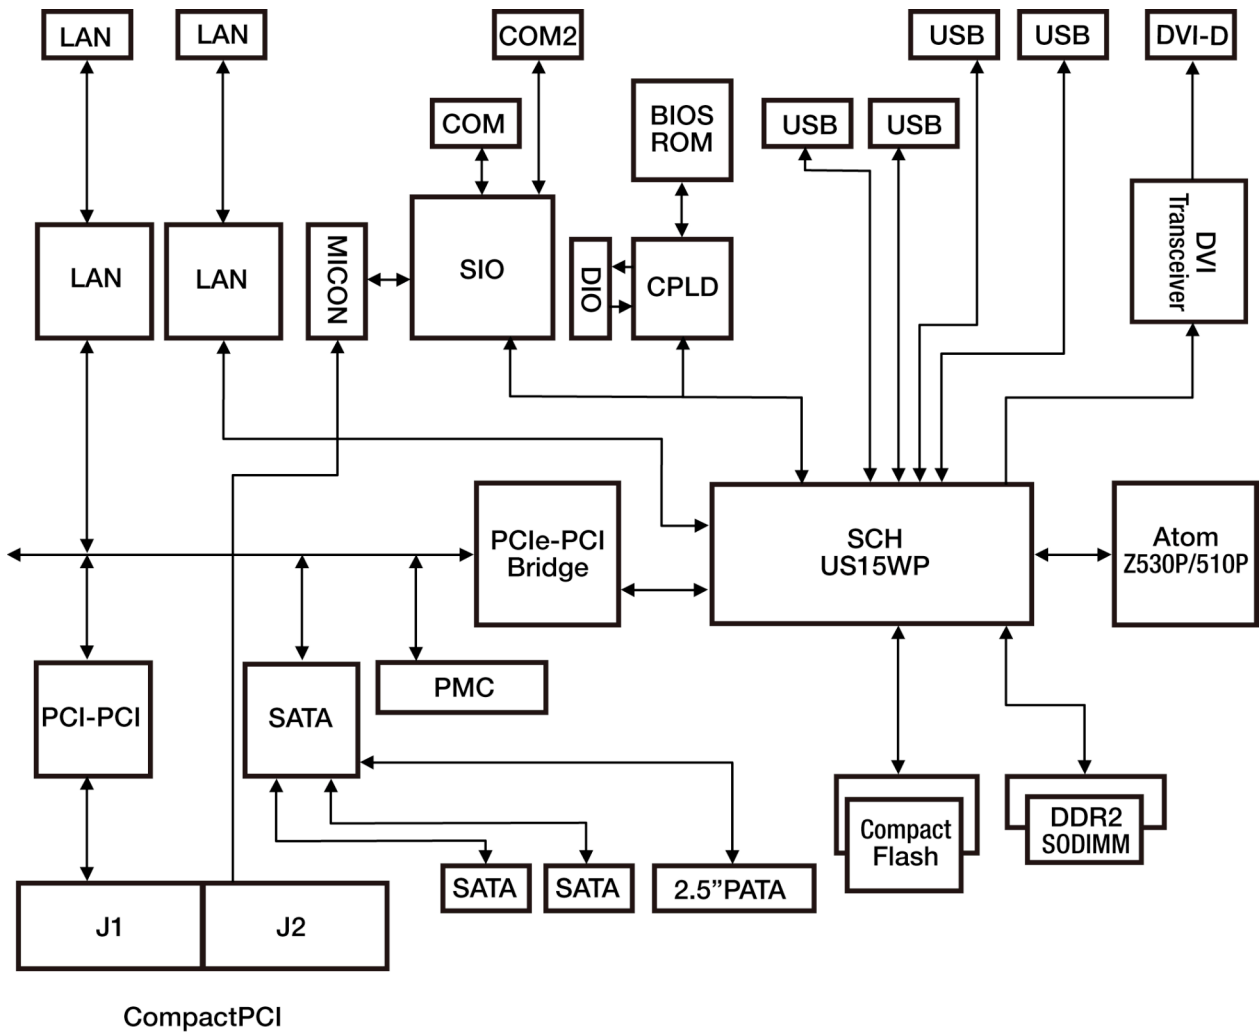 LAN
LAN
COM2
USB
USB
DVI-D
COM
BIOS
ROM
USB
USB
LAN
LAN
MICON
SIO
DIO
CPLD
DVI
Transceiver
PCIe-PCI
Bridge
SCH
US15WP
Atom
Z530P/510P
PCI-PCI
SATA
PMC
Compact
Flash
DDR2
SODIMM
SATA
SATA
2.5”PATA
J1
J2
CompactPCI